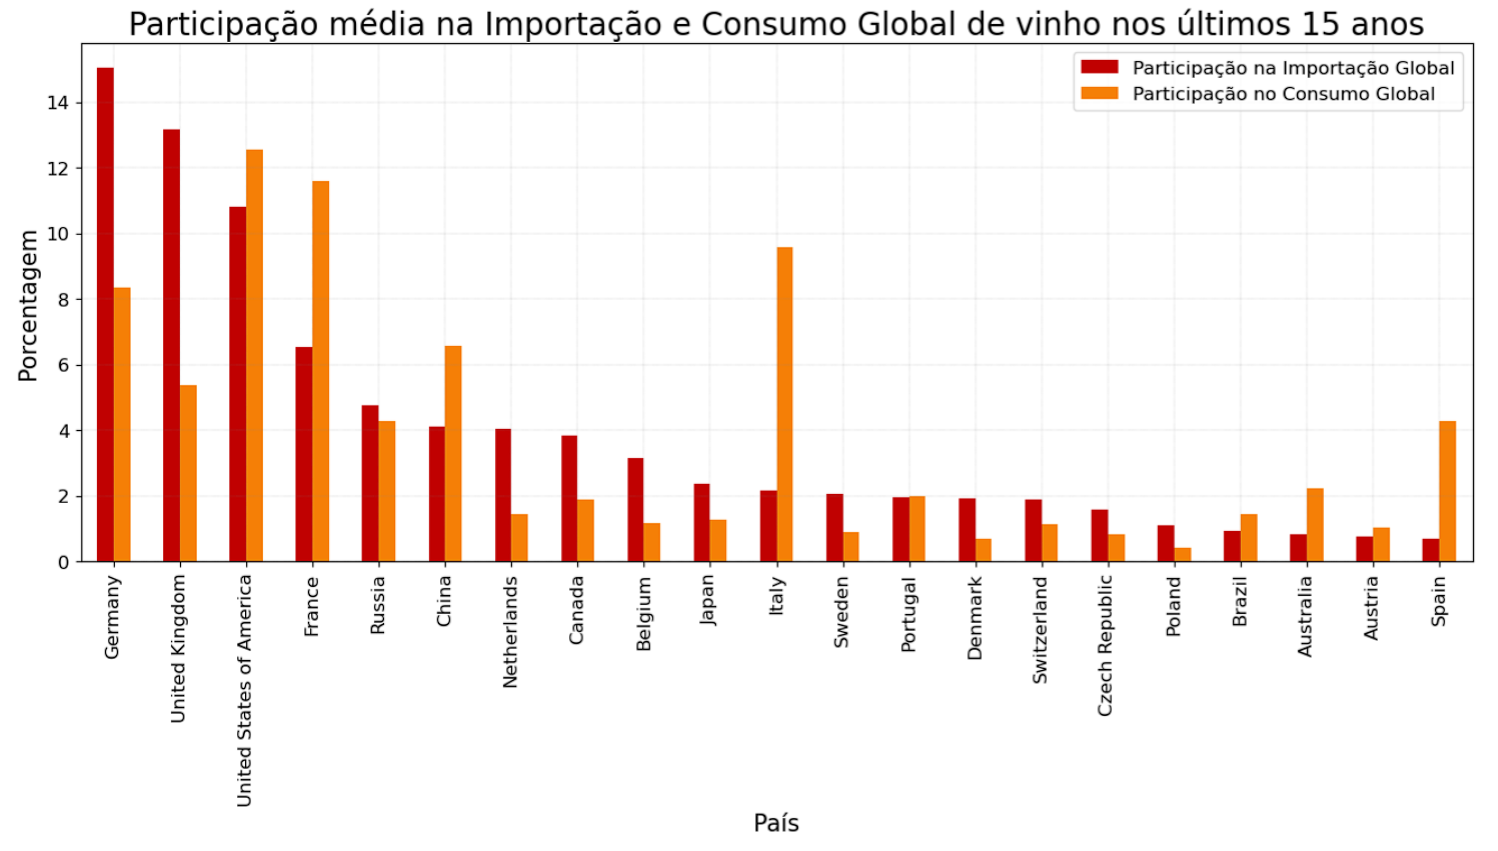 Participação média na Importação e Consumo Global de vinho nos últimos 15 anos
Participação na Importação Global
Participação no Consumo Global
Porcentagem
14
12
10
8
6
4
2
0
Germany
United Kingdom
United States of America
France
Russia
China
Netherlands
Canada
Belgium
Japan
Italy
Sweden
Portugal
Denmark
Switzerland
Czech Republic
Poland
Brazil
Australia
Austria
Spain
País